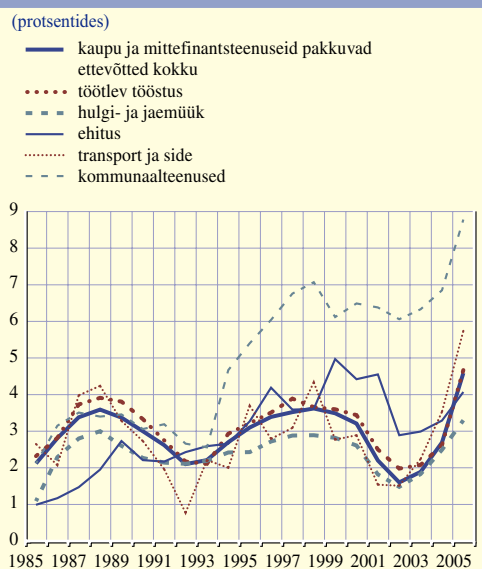 (protsentides)
kaupu ja mittefinantsteenuseid pakkuvad
ettevõtted kokku
töötlev tööstus
hulgi- ja jaemüük
ehitus
transport ja side
kommunaalteenused
9
8
7
6
5
4
3
2
1
0
1985 1987 1989 1991 1993 1995 1997 1999 2001 2003 2005